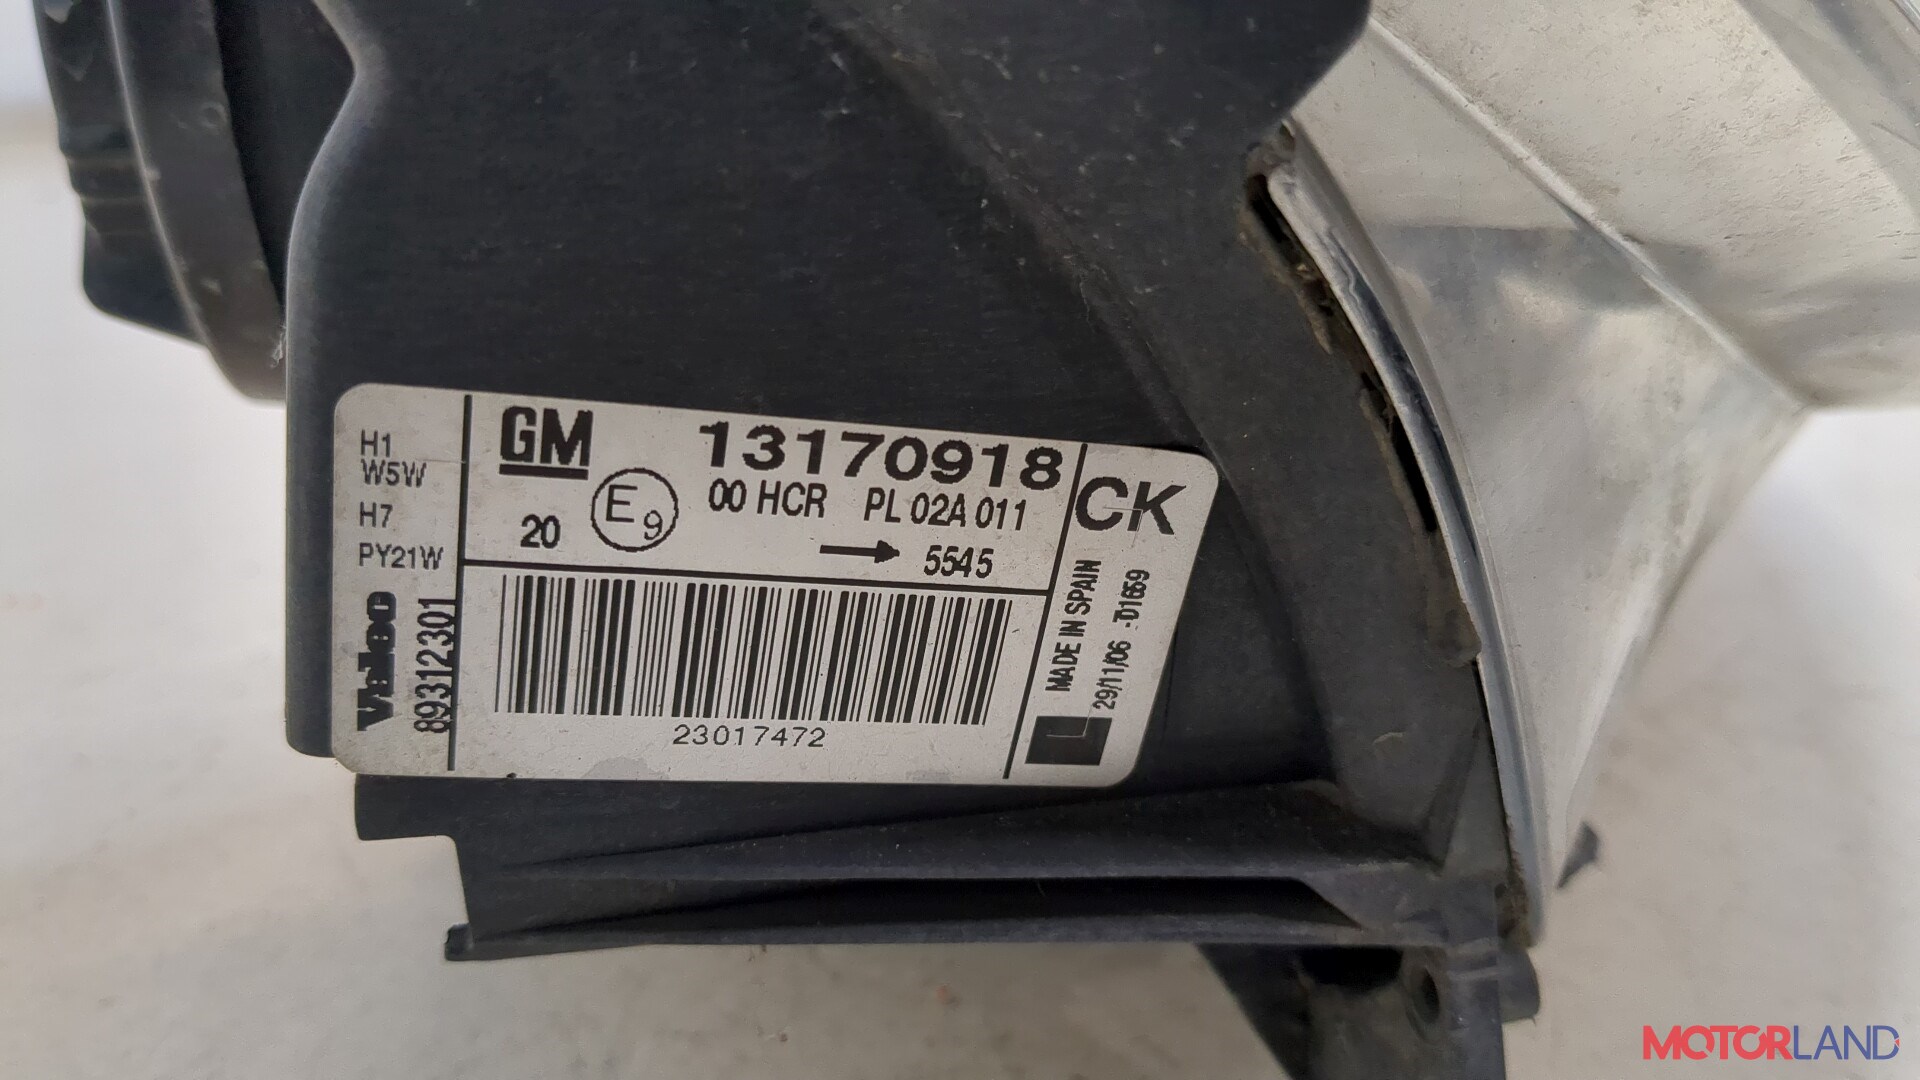 H1
W5W
H7
PY21W
Valeo
89312301
GM
13170918
20
E9
00 HCR PL 02A 011
→ 5545
23017472
CK
MADE IN SPAIN
29/11/06 -D1659
L
MOTORLAND